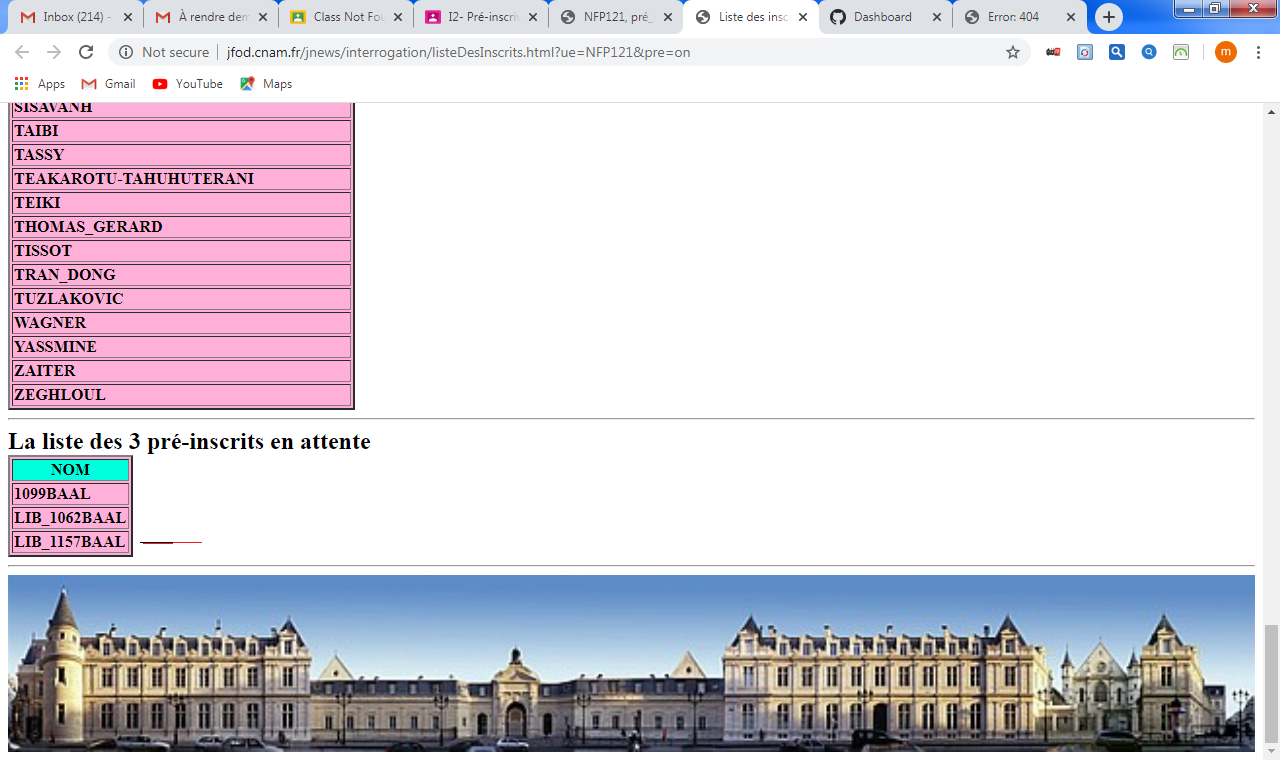 Inbox (214) -
À rendre dem
Class Not Fou
I2- Pré-inscriv
NFP121, pré_
Liste des insc
Dashboard
Error: 404
Not secure
jfod.cnam.fr/jnews/interrogation/listeDesInscrits.html?ue=NFP121&pre=on
m
Apps
Gmail
YouTube
Maps
SISAVANH
TAIBI
TASSY
TEAKAROTU-TAHUHUTERANI
TEIKI
THOMAS_GERARD
TISSOT
TRAN_DONG
TUZLAKOVIC
WAGNER
YASSMINE
ZAITER
ZEGHLOUL
La liste des 3 pré-inscrits en attente
NOM
1099BAAL
LIB_1062BAAL
LIB_1157BAAL